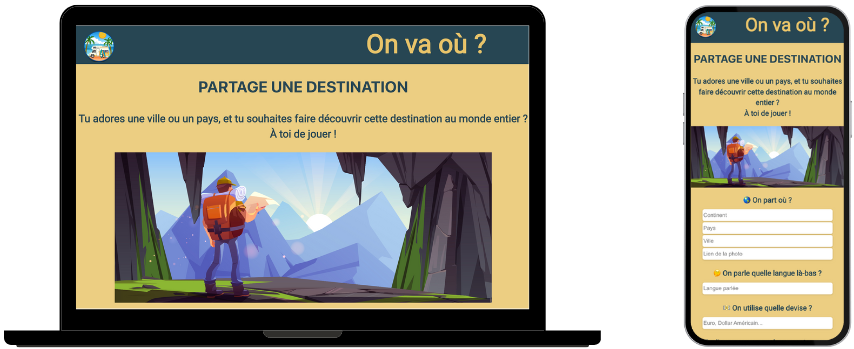 On va où ?
PARTAGE UNE DESTINATION
Tu adores une ville ou un pays, et tu souhaites faire découvrir cette destination au monde entier ?
À toi de jouer !
On va où ?
PARTAGE UNE DESTINATION
Tu adores une ville ou un pays, et tu souhaites
faire découvrir cette destination au monde
entier ?
À toi de jouer !
On part où ?
Continent
Pays
Ville
Lien de la photo
On parle quelle langue là-bas ?
Langue parlée
On utilise quelle devise ?
Euro, Dollar Américain...